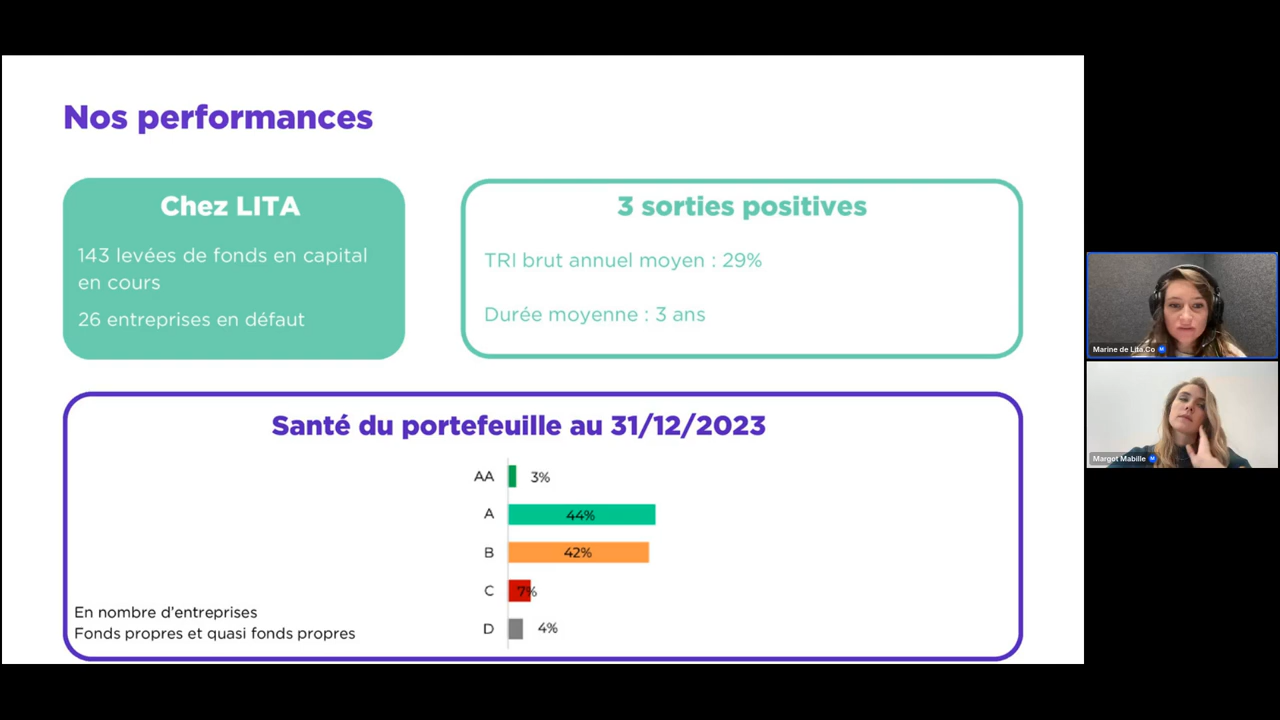 Nos performances
Chez LITA
143 levées de fonds en capital
en cours
26 entreprises en défaut
3 sorties positives
TRI brut annuel moyen : 29%
Durée moyenne : 3 ans
Santé du portefeuille au 31/12/2023
AA 3%
A 44%
B 42%
C 7%
D 4%
En nombre d'entreprises
Fonds propres et quasi fonds propres
Marine de Lita.Co
Margot Mabille